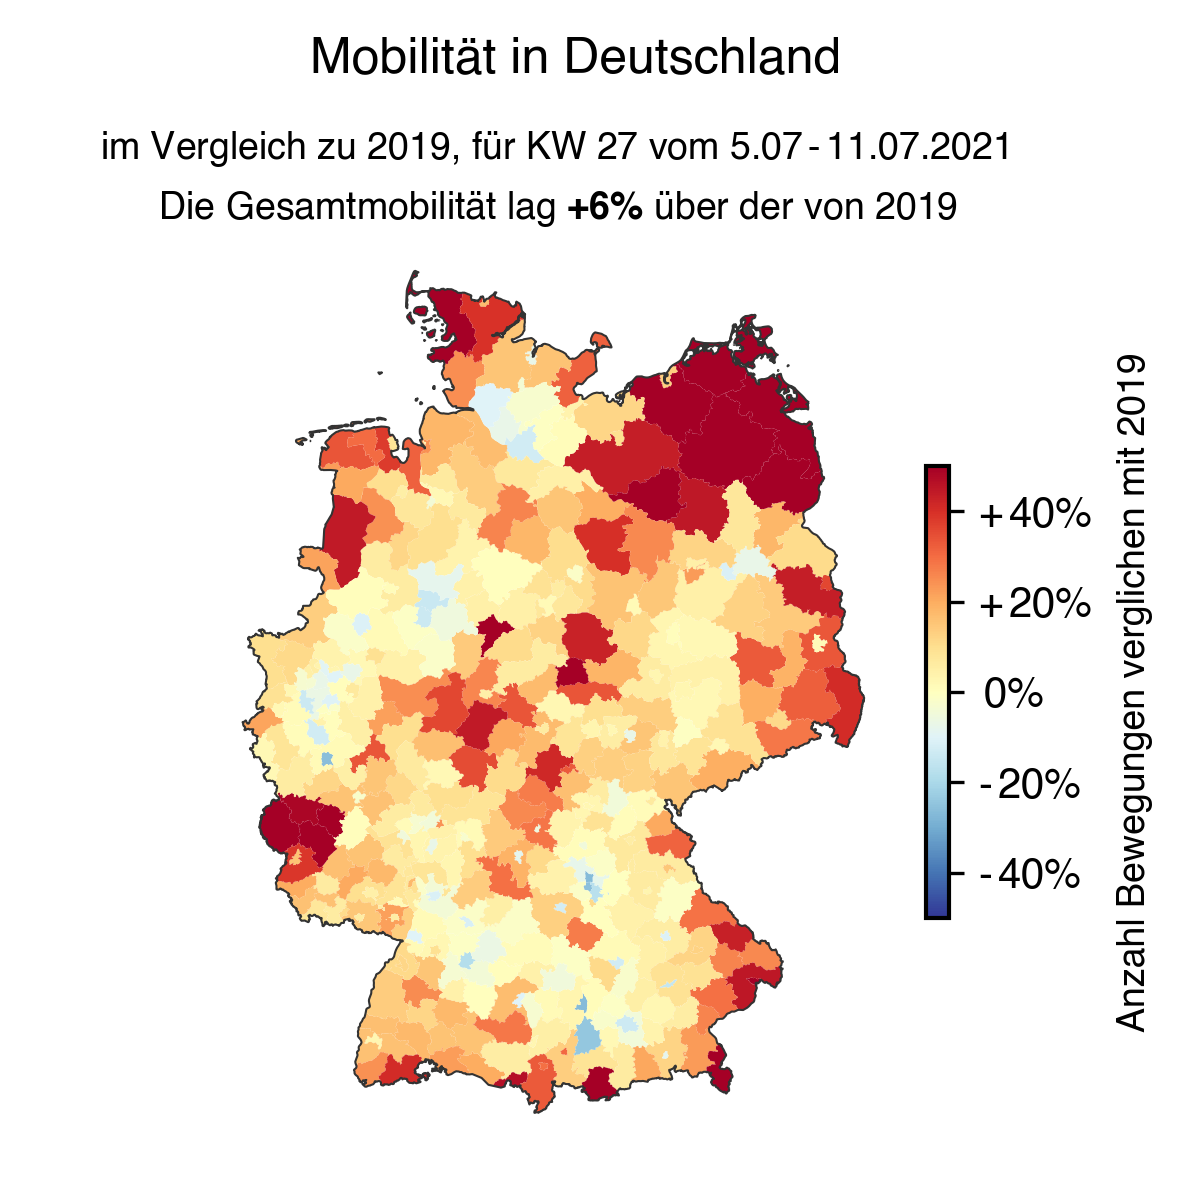 Mobilität in Deutschland
im Vergleich zu 2019, für KW 27 vom 5.07-11.07.2021
Die Gesamtmobilität lag +6% über der von 2019
+40%
+20%
0%
-20%
-40%
Anzahl Bewegungen verglichen mit 2019